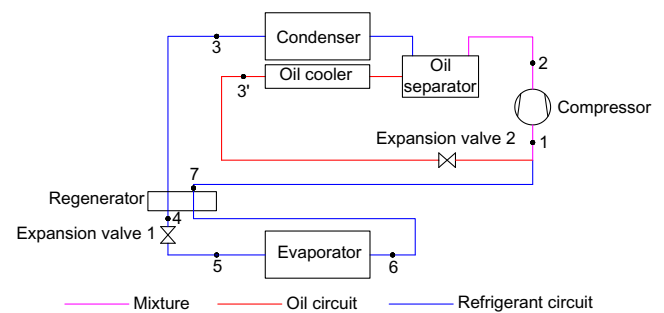 3
Condenser
Oil cooler
3'
Oil
separator
2
Compressor
1
Expansion valve 2
7
Regenerator
4
Expansion valve 1
5
Evaporator
6
Mixture
Oil circuit
Refrigerant circuit